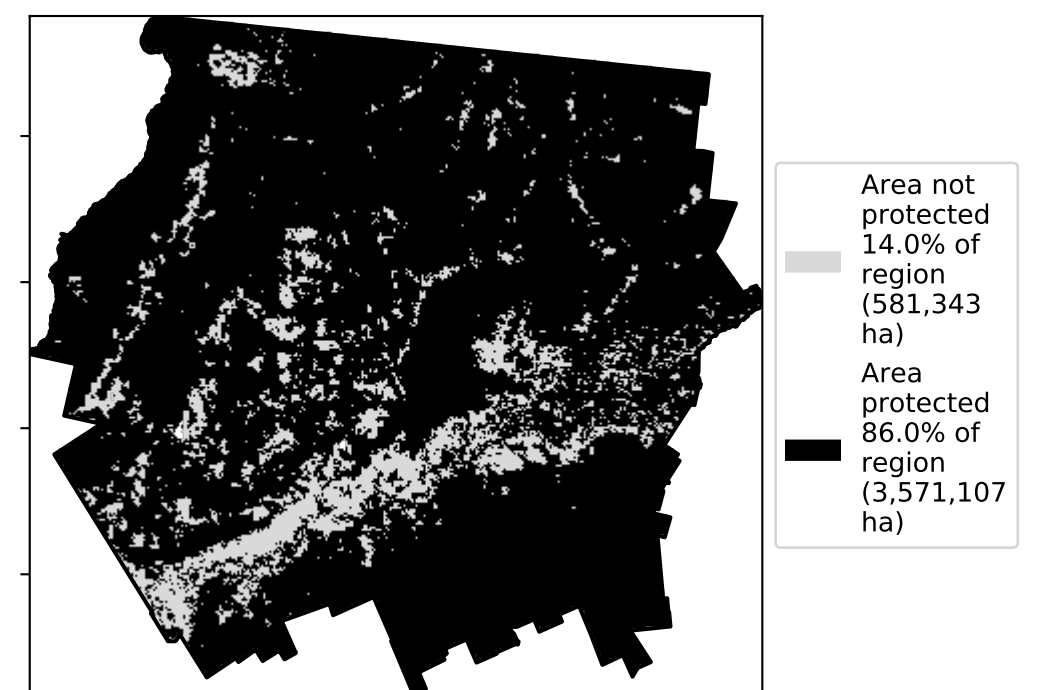 Area not
protected
14.0% of
region
(581,343
ha)
Area
protected
86.0% of
region
(3,571,107
ha)